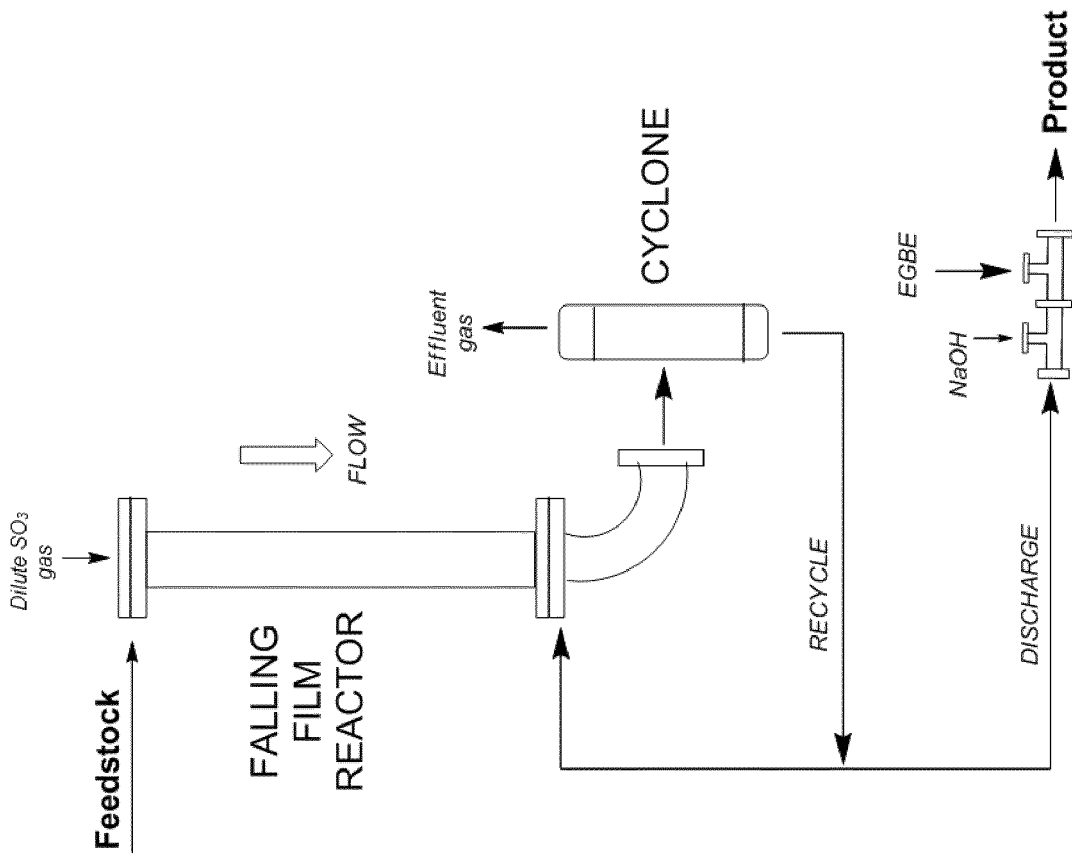 Dilute SO₃
gas
Feedstock
FLOW
FALLING
FILM
REACTOR
Effluent
gas
CYCLONE
RECYCLE
EGBE
NaOH
DISCHARGE
Product